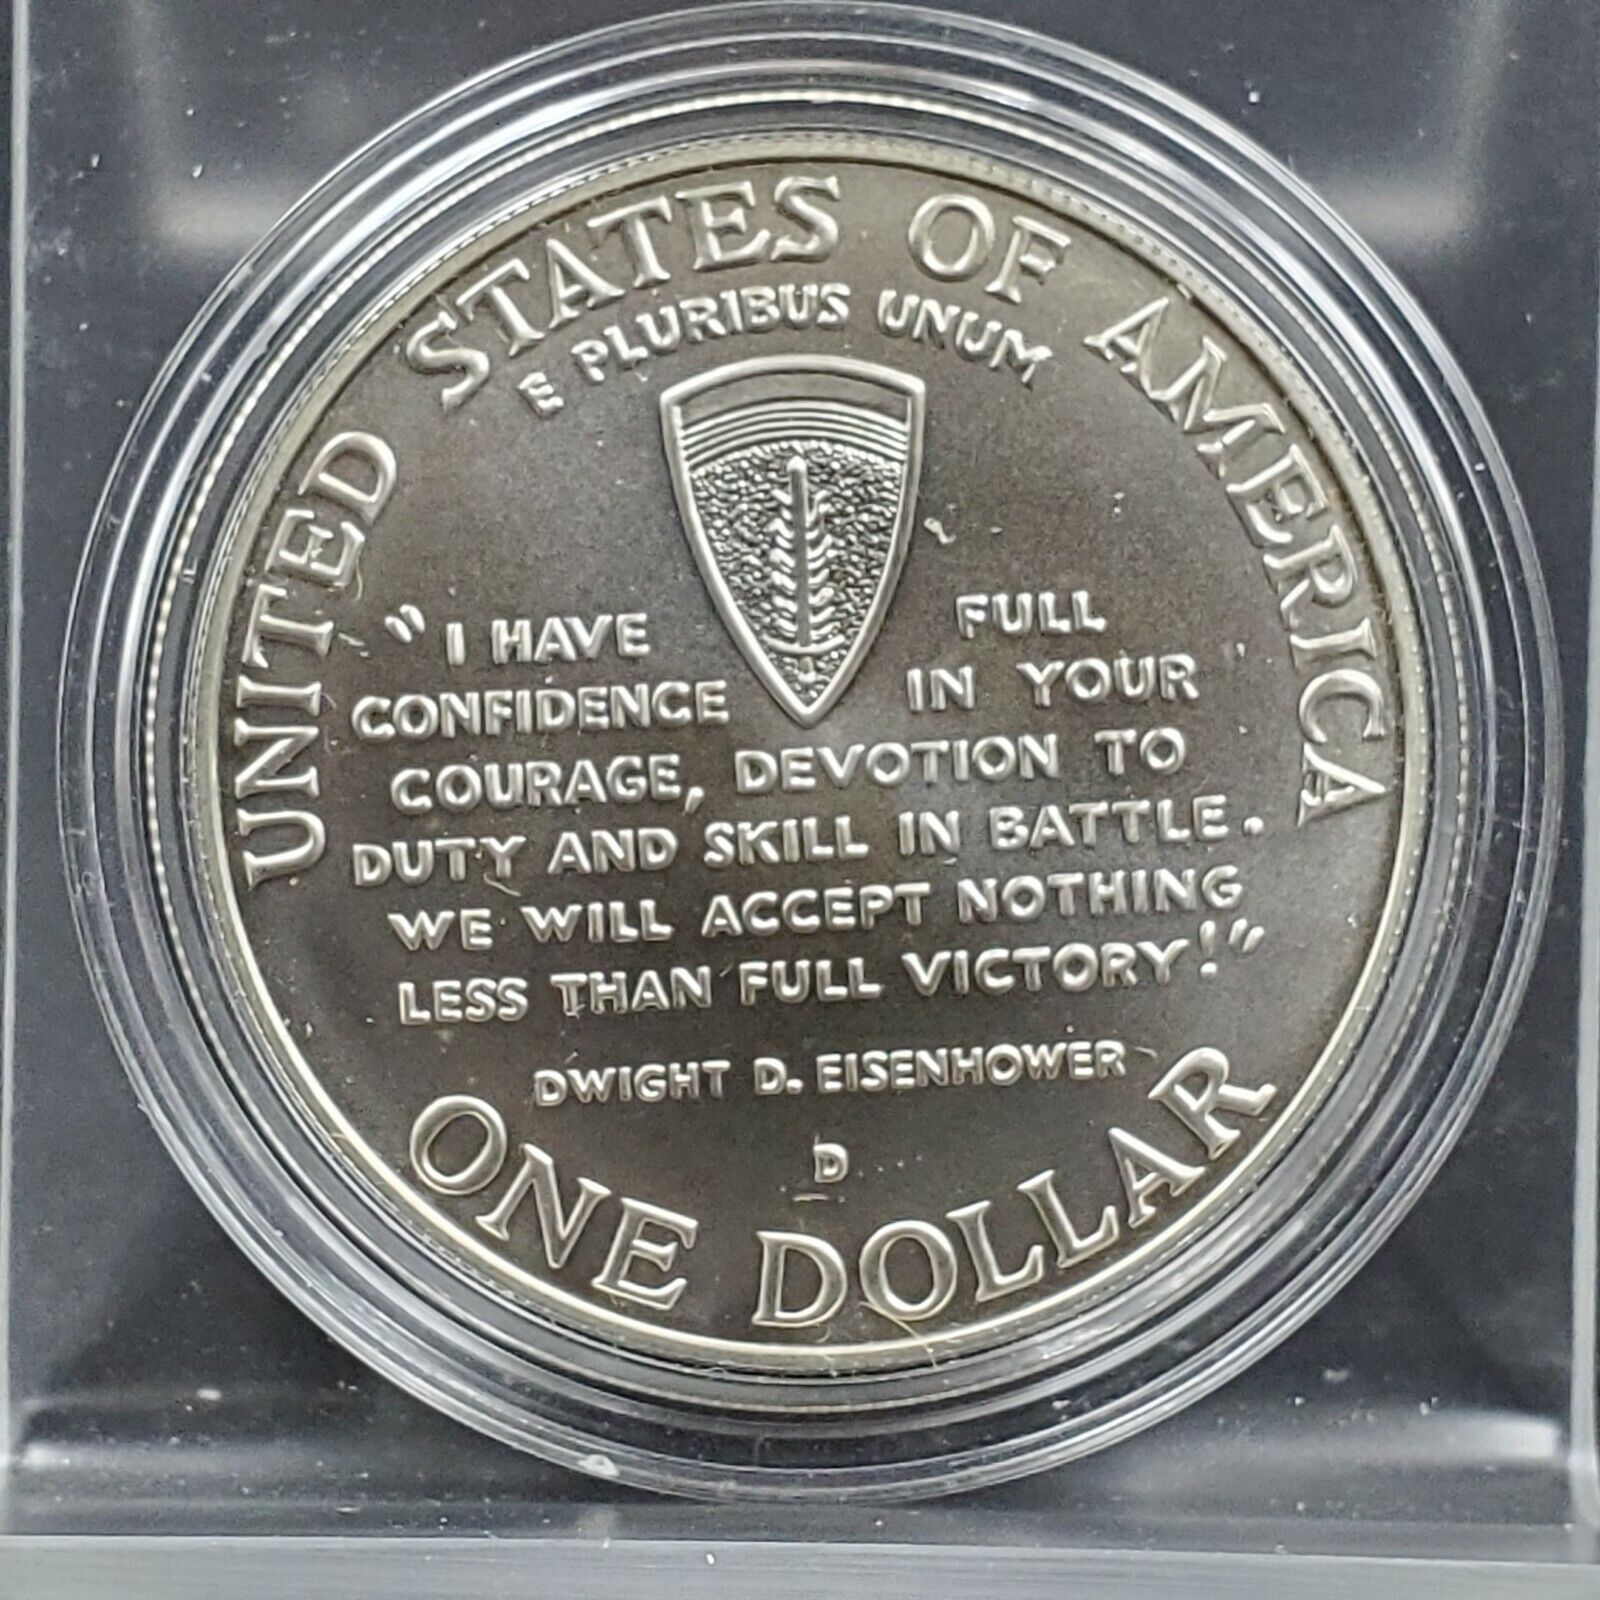 UNITED STATES OF AMERICA
E PLURIBUS UNUM
"I HAVE FULL
CONFIDENCE IN YOUR
COURAGE, DEVOTION TO
DUTY AND SKILL IN BATTLE.
WE WILL ACCEPT NOTHING
LESS THAN FULL VICTORY!"
DWIGHT D. EISENHOWER
D
ONE DOLLAR